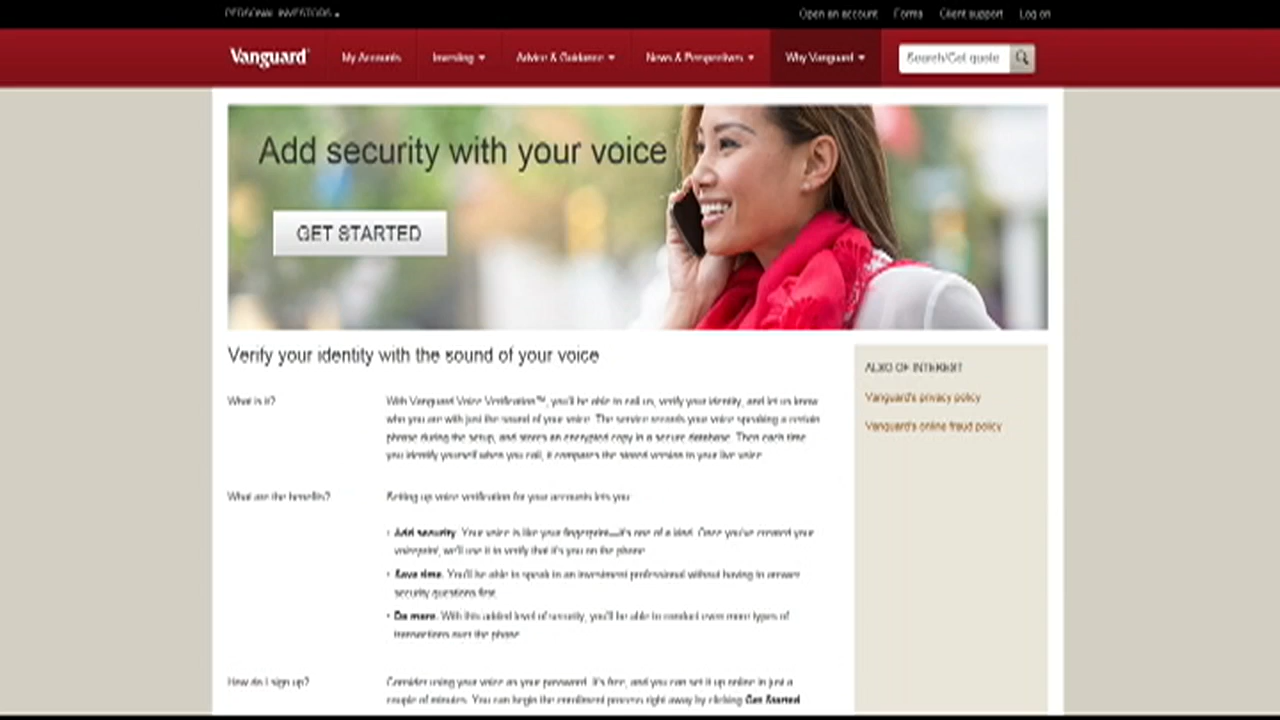 PERSONAL INVESTORS
Open an account Forms Client support Log on
Vanguard My Accounts Investing Advice & Guidance News & Perspectives Why Vanguard Search/Get quote
Add security with your voice
GET STARTED
Verify your identity with the sound of your voice
ALSO OF INTEREST
Vanguard's privacy policy
Vanguard's online fraud policy
What is it?
With Vanguard Voice Verification™, you'll be able to call us, verify your identity, and let us know
who you are with just the sound of your voice. The service records your voice speaking a certain
phrase during the setup, and stores an encrypted copy in a secure database. Then each time
you identify yourself when you call, it compares the stored version to your live voice.
What are the benefits?
Setting up voice verification for your accounts lets you:
• Add security. Your voice is like your fingerprint—it's one of a kind. Once you've created your
voiceprint, we'll use it to verify that it's you on the phone.
• Save time. You'll be able to speak to an investment professional without having to answer
security questions first.
• Do more. With this added level of security, you'll be able to conduct even more types of
transactions over the phone.
How do I sign up?
Consider using your voice as your password. It's free, and you can set it up online in just a
couple of minutes. You can begin the enrollment process right away by clicking Get Started